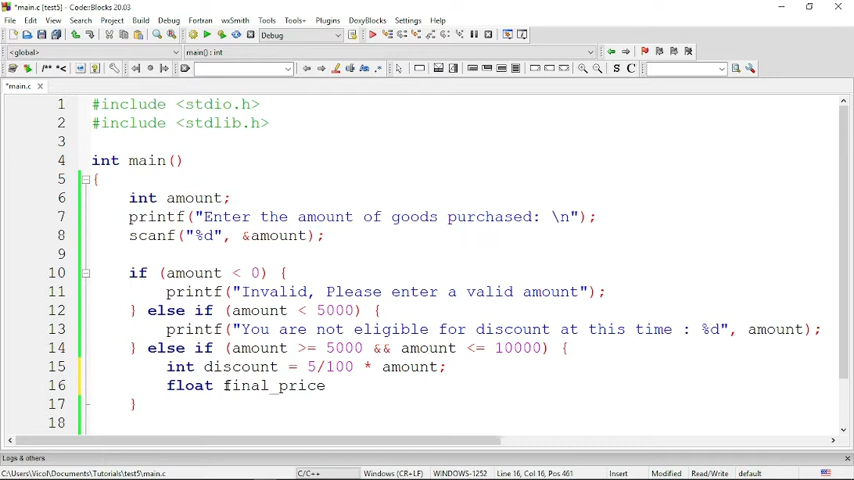 *main.c [test5] - Code::Blocks 20.03
File Edit View Search Project Build Debug Fortran wxSmith Tools Tools+ Plugins DoxyBlocks Settings Help
Debug
<global> main() : int
/** *< Aa .* S C
*main.c
1 #include <stdio.h>
2 #include <stdlib.h>
3
4 int main()
5 {
6 int amount;
7 printf("Enter the amount of goods purchased: \n");
8 scanf("%d", &amount);
9
10 if (amount < 0) {
11 printf("Invalid, Please enter a valid amount");
12 } else if (amount < 5000) {
13 printf("You are not eligible for discount at this time : %d", amount);
14 } else if (amount >= 5000 && amount <= 10000) {
15 int discount = 5/100 * amount;
16 float final_price
17 }
18
Logs & others
C:\Users\Vicol\Documents\Tutorials\test5\main.c C/C++ Windows (CR+LF) WINDOWS-1252 Line 16, Col 16, Pos 461 Insert Modified Read/Write default